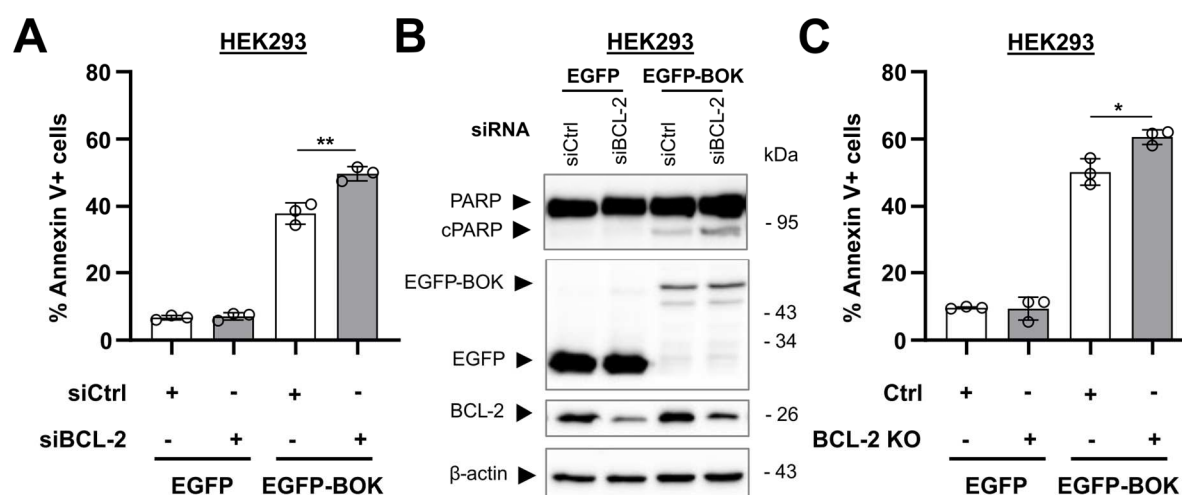 A
HEK293
% Annexin V+ cells
80
60
40
20
0
**
siCtrl + - + -
siBCL-2 - + - +
EGFP EGFP-BOK
B
HEK293
EGFP EGFP-BOK
siRNA siCtrl siBCL-2 siCtrl siBCL-2 kDa
PARP
- 95
cPARP
EGFP-BOK
- 43
- 34
EGFP
BCL-2 - 26
β-actin - 43
C
HEK293
% Annexin V+ cells
80
60
40
20
0
*
Ctrl + - + -
BCL-2 KO - + - +
EGFP EGFP-BOK